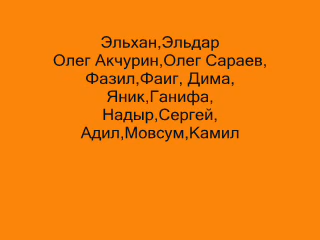 Эльхан,Эльдар
Олег Акчурин,Олег Сараев,
Фазил,Фаиг, Дима,
Яник,Ганифа,
Надыр,Сергей,
Адил,Мовсум,Камил